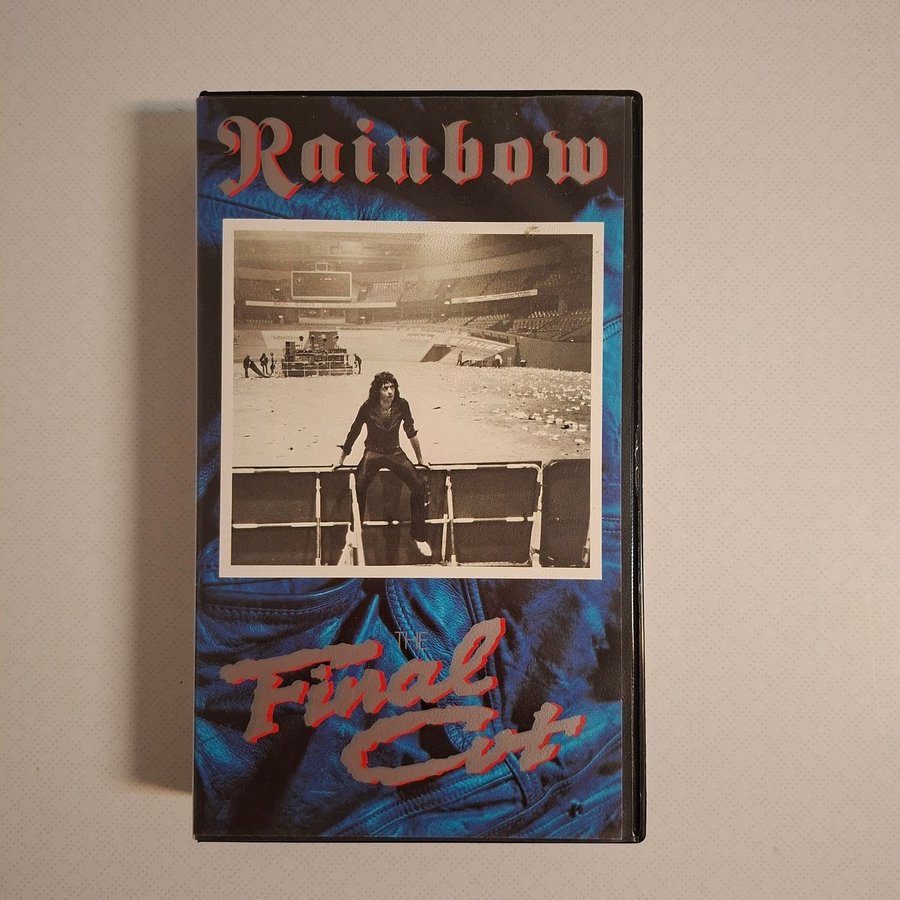 Rainbow
THE
Final
Cut